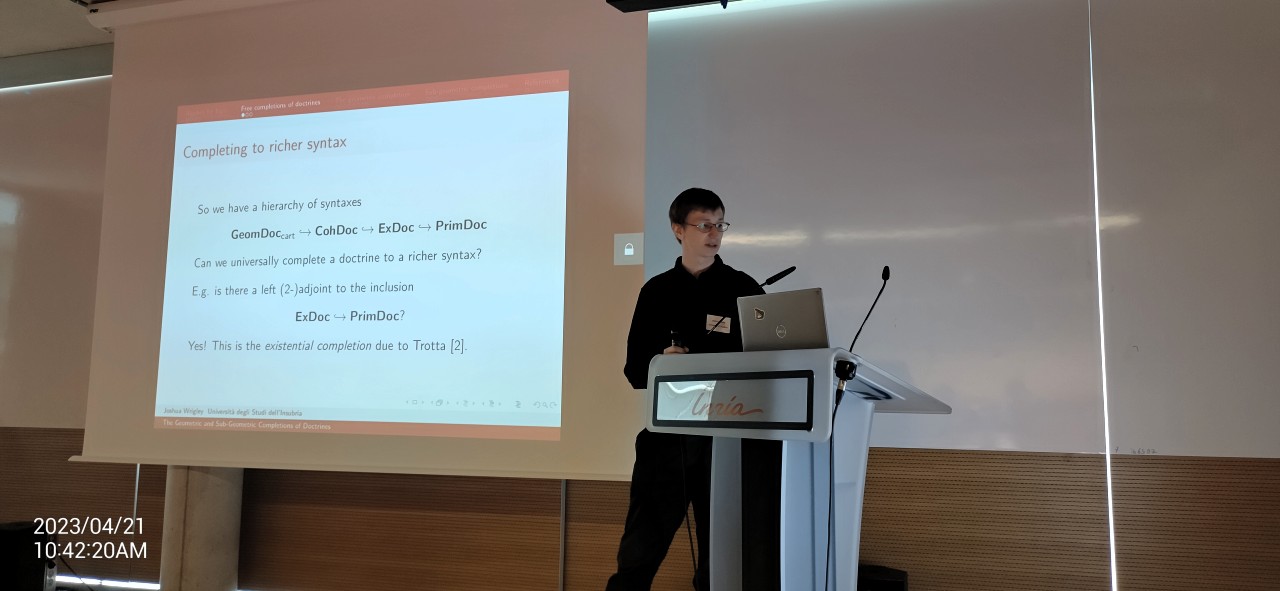 Free completions of doctrines
Completing to richer syntax
So we have a hierarchy of syntaxes
GeomDoc_cart ↪ CohDoc ↪ ExDoc ↪ PrimDoc
Can we universally complete a doctrine to a richer syntax?
E.g. is there a left (2-)adjoint to the inclusion
ExDoc ↪ PrimDoc?
Yes! This is the existential completion due to Trotta [2].
Joshua Wrigley Università degli Studi dell'Insubria
The Geometric and Sub-Geometric Completions of Doctrines
DELL
Inria
2023/04/21
10:42:20AM